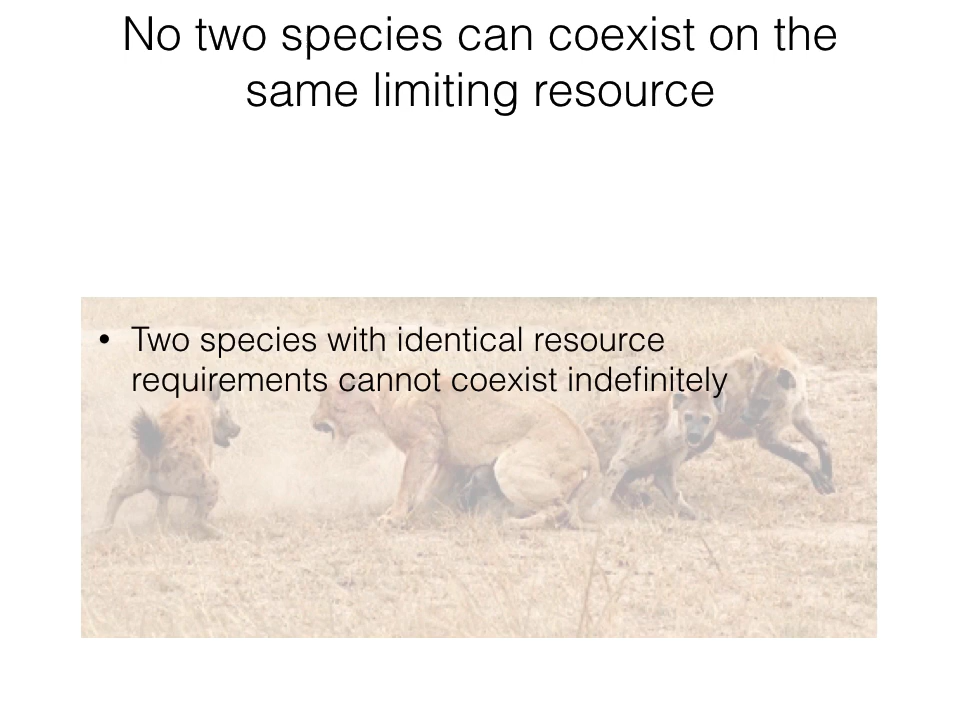 No two species can coexist on the
same limiting resource
• Two species with identical resource
requirements cannot coexist indefinitely